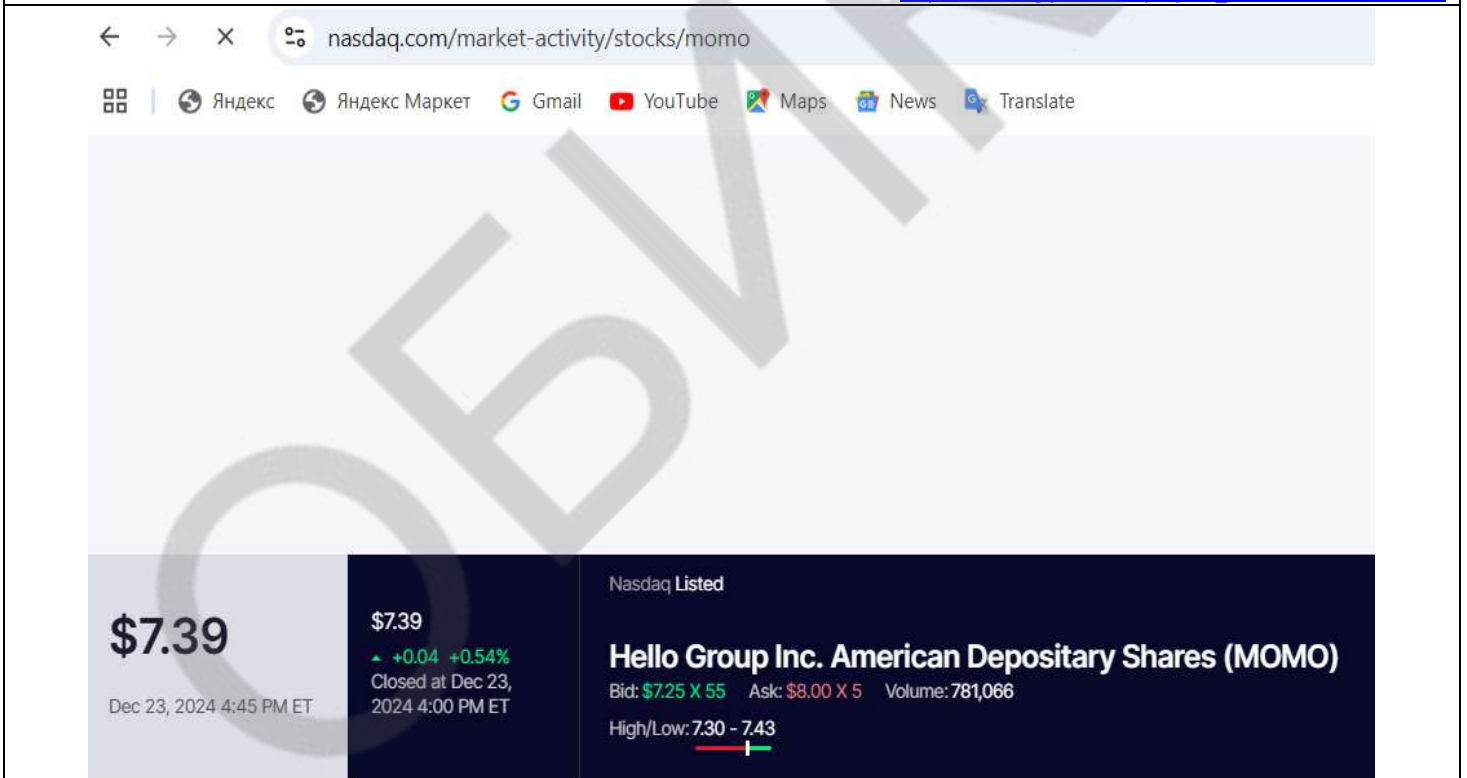 nasdaq.com/market-activity/stocks/momo
Яндекс Яндекс Маркет Gmail YouTube Maps News Translate
Nasdaq Listed
$7.39
$7.39
+0.04 +0.54%
Closed at Dec 23,
2024 4:00 PM ET
Dec 23, 2024 4:45 PM ET
Hello Group Inc. American Depositary Shares (MOMO)
Bid: $7.25 X 55 Ask: $8.00 X 5 Volume: 781,066
High/Low: 7.30 - 7.43